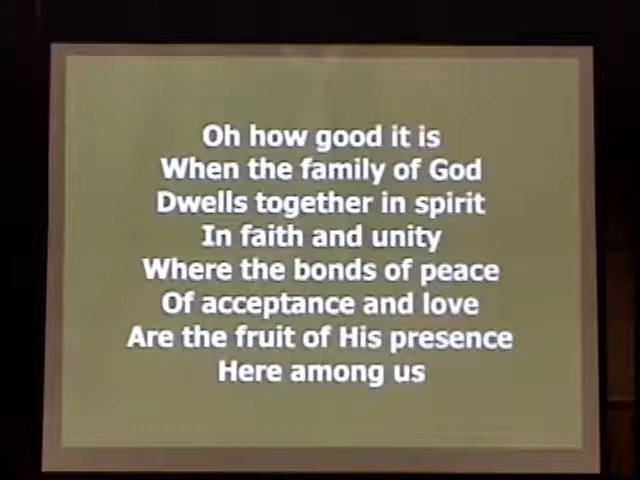 Oh how good it is
When the family of God
Dwells together in spirit
In faith and unity
Where the bonds of peace
Of acceptance and love
Are the fruit of His presence
Here among us